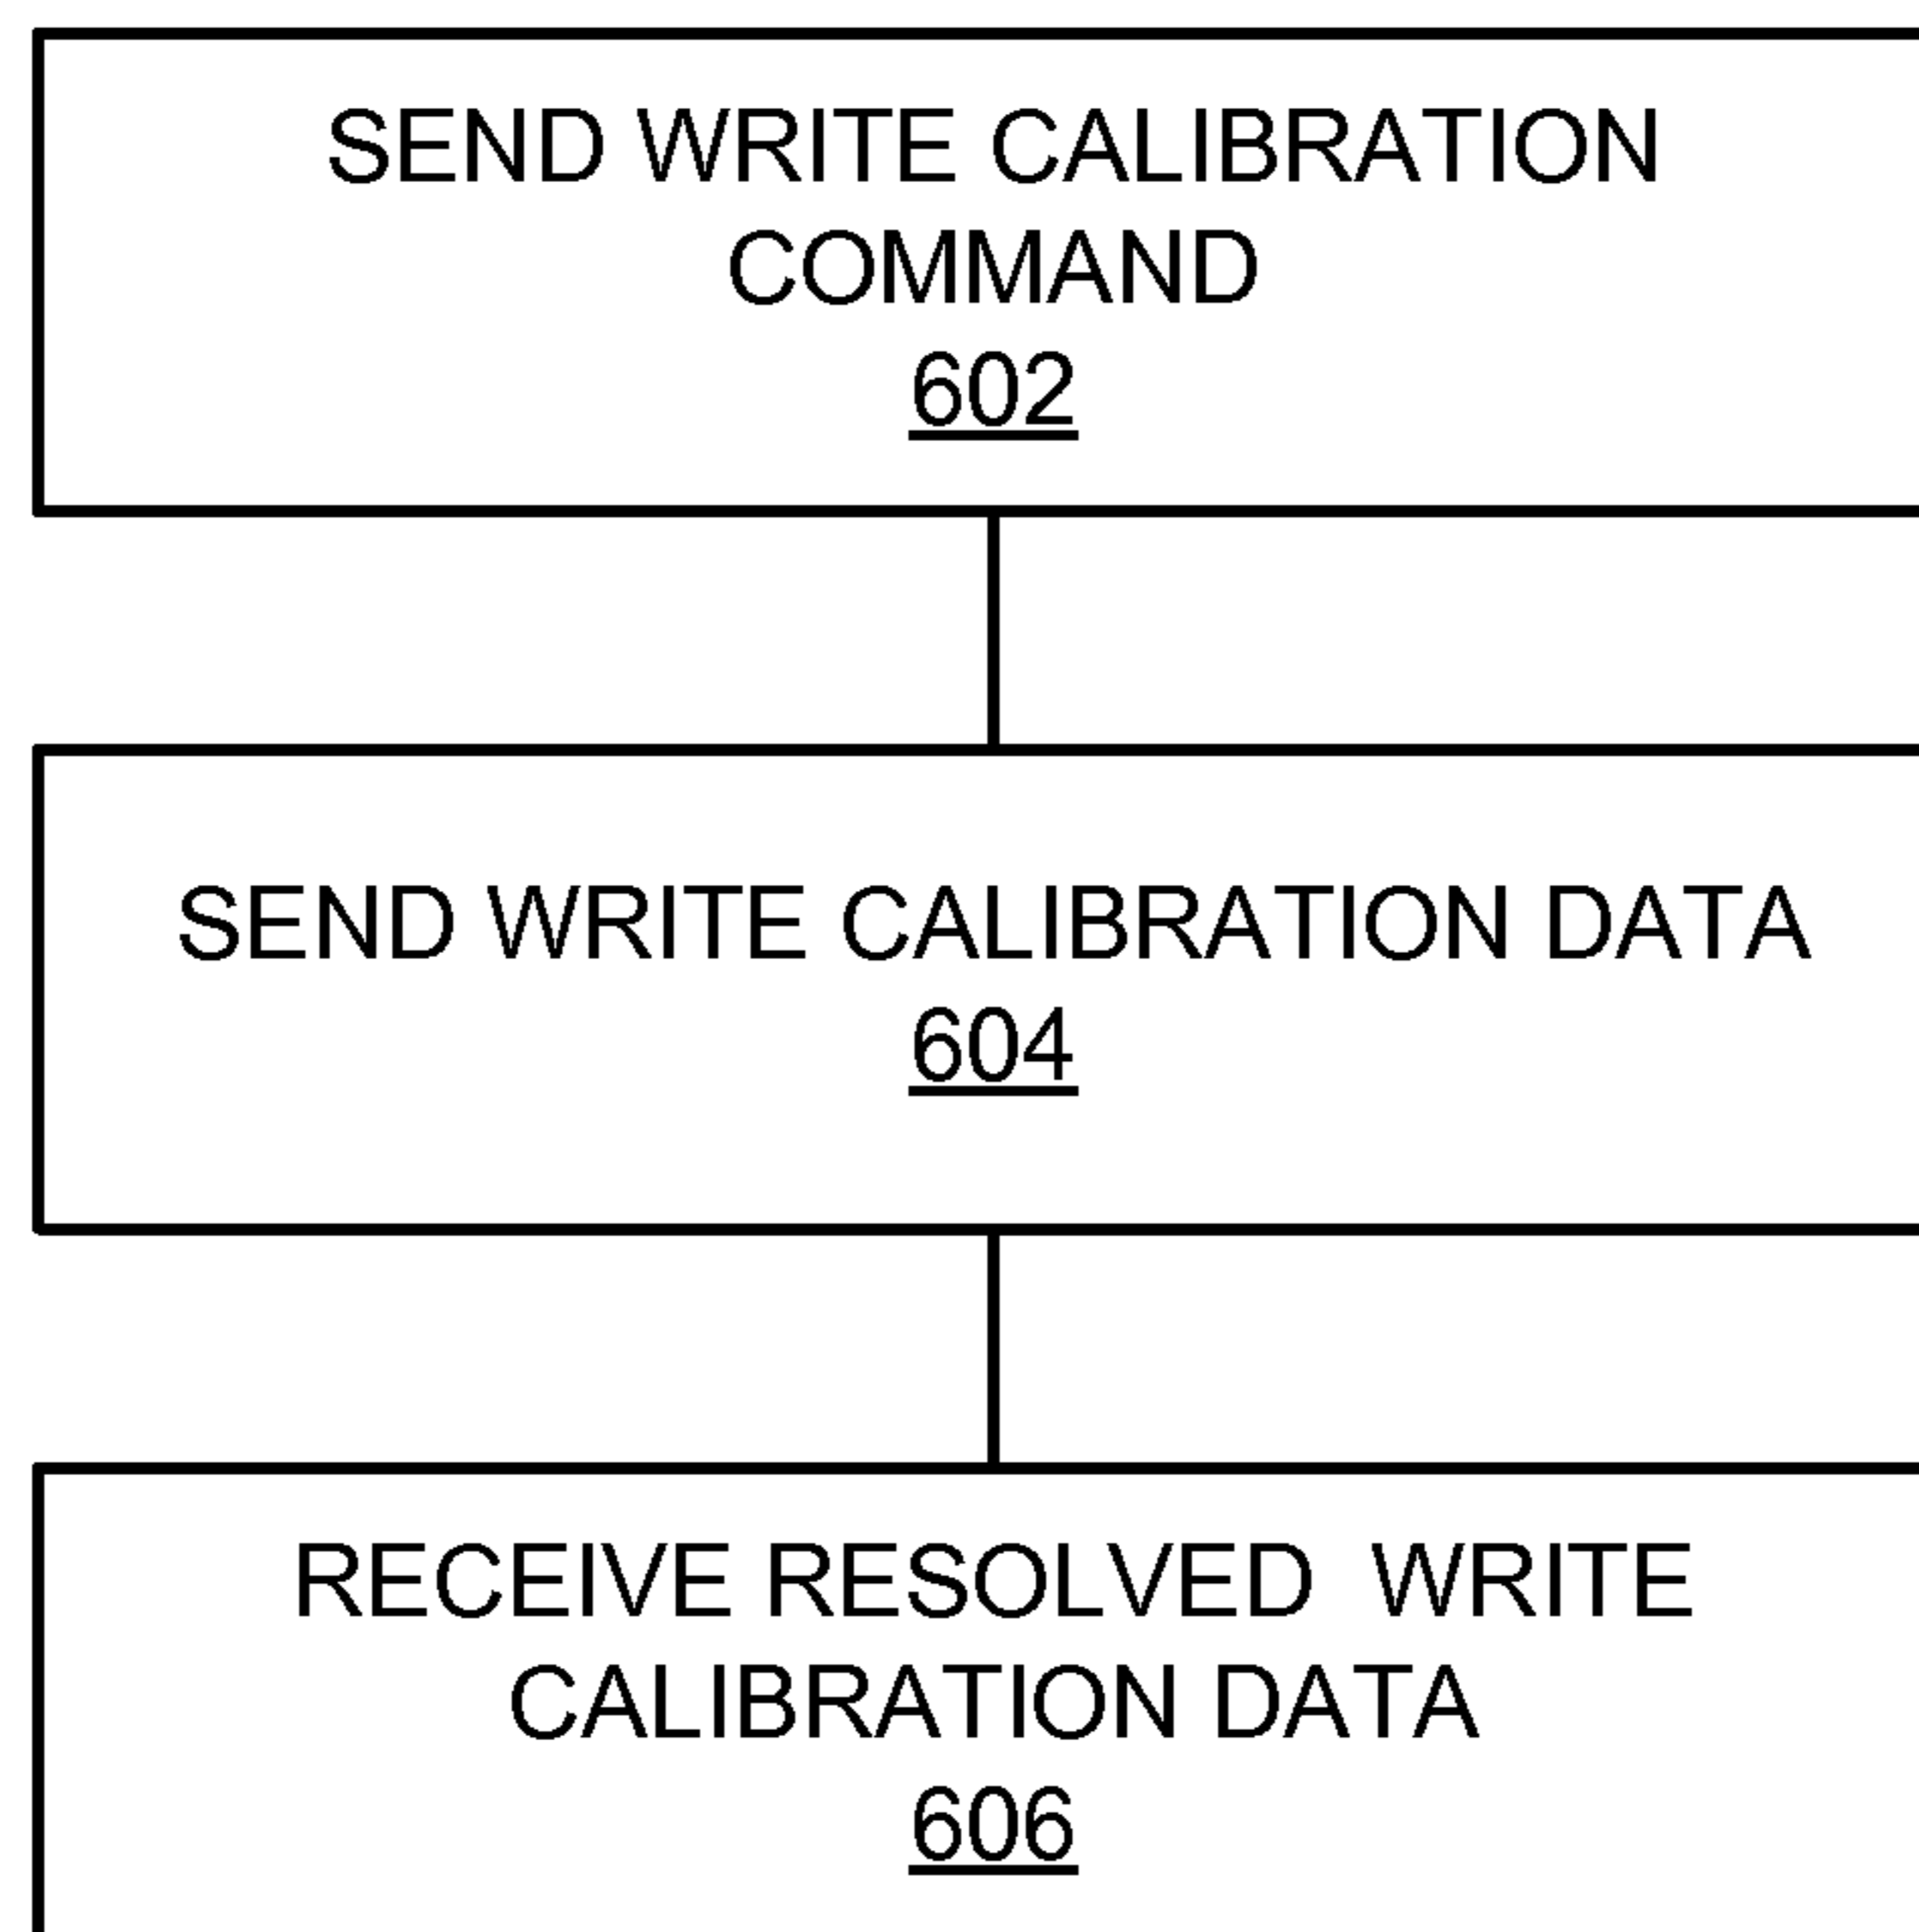 SEND WRITE CALIBRATION
COMMAND
602
SEND WRITE CALIBRATION DATA
604
RECEIVE RESOLVED WRITE
CALIBRATION DATA
606